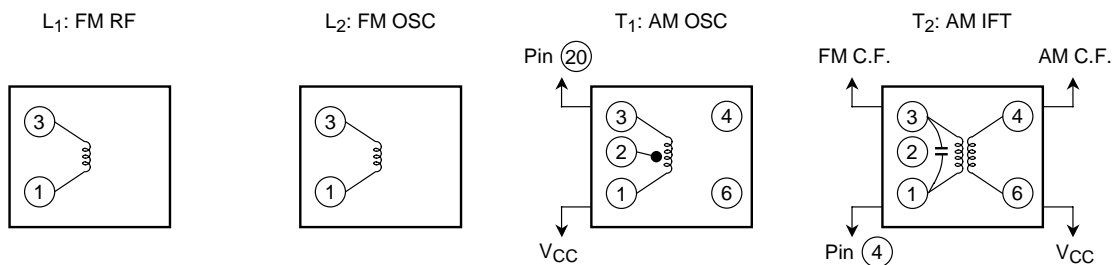 L1: FM RF
3
1
L2: FM OSC
3
1
T1: AM OSC
Pin 20
3
4
2
1
6
VCC
T2: AM IFT
FM C.F.
AM C.F.
3
4
2
1
6
Pin 4
VCC